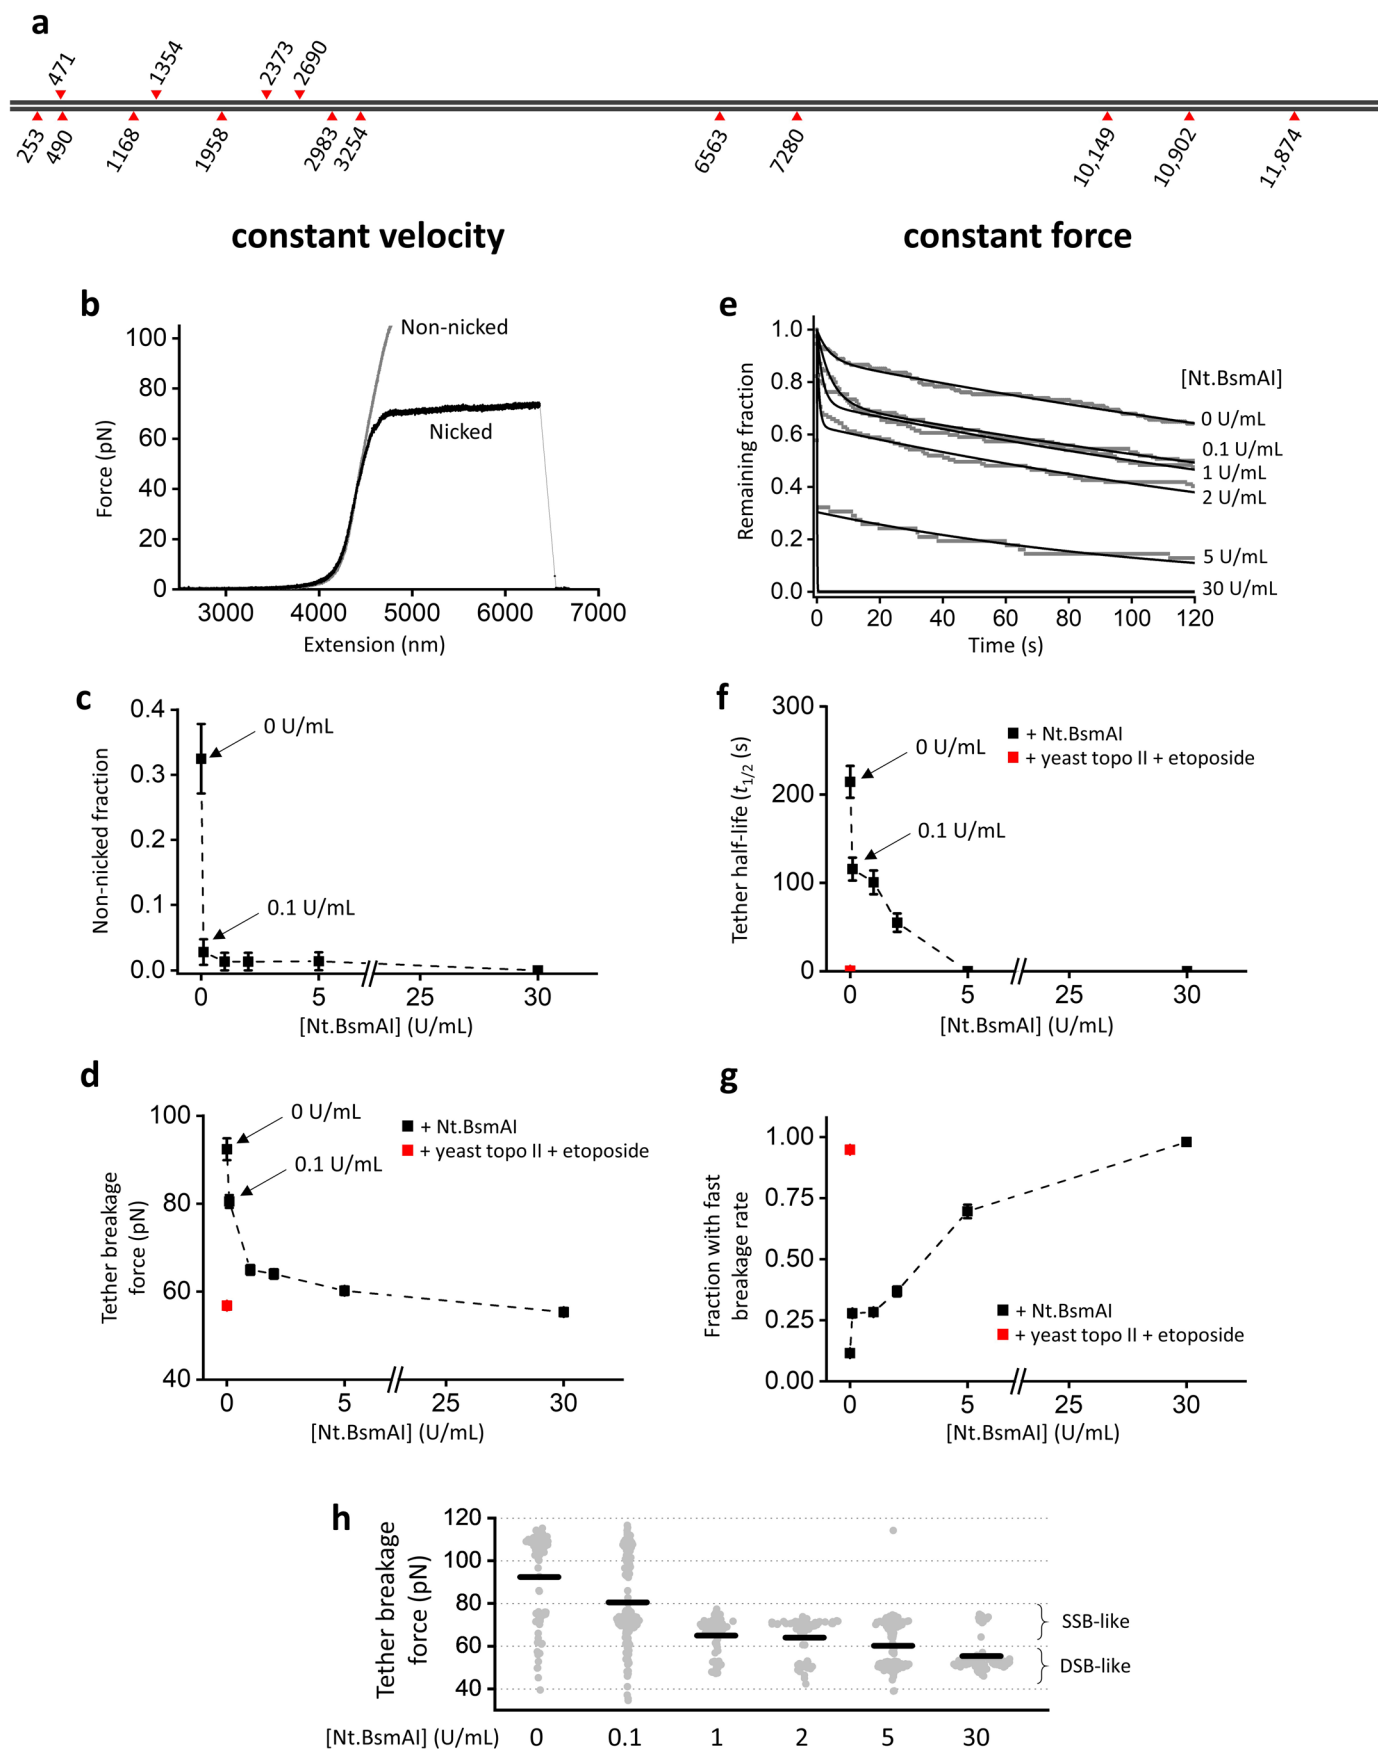 a
471
1354
2373
2690
253
490
1168
1958
2983
3254
6563
7280
10,149
10,902
11,874
constant velocity
constant force
b
Force (pN)
100
80
60
40
20
0
Non-nicked
Nicked
3000
4000
5000
6000
7000
Extension (nm)
e
Remaining fraction
1.0
0.8
0.6
0.4
0.2
0.0
[Nt.BsmAI]
0 U/mL
0.1 U/mL
1 U/mL
2 U/mL
5 U/mL
30 U/mL
0
20
40
60
80
100
120
Time (s)
c
Non-nicked fraction
0.4
0.3
0.2
0.1
0.0
0 U/mL
0.1 U/mL
0
5
25
30
[Nt.BsmAI] (U/mL)
f
Tether half-life (t1/2 (s)
300
200
100
0
0 U/mL
0.1 U/mL
+ Nt.BsmAI
+ yeast topo II + etoposide
0
5
25
30
[Nt.BsmAI] (U/mL)
d
Tether breakage
force (pN)
100
80
60
40
0 U/mL
0.1 U/mL
+ Nt.BsmAI
+ yeast topo II + etoposide
0
5
25
30
[Nt.BsmAI] (U/mL)
g
Fraction with fast
breakage rate
1.00
0.75
0.50
0.25
0.00
+ Nt.BsmAI
+ yeast topo II + etoposide
0
5
25
30
[Nt.BsmAI] (U/mL)
h
Tether breakage
force (pN)
120
100
80
60
40
SSB-like
DSB-like
[Nt.BsmAI] (U/mL)
0
0.1
1
2
5
30